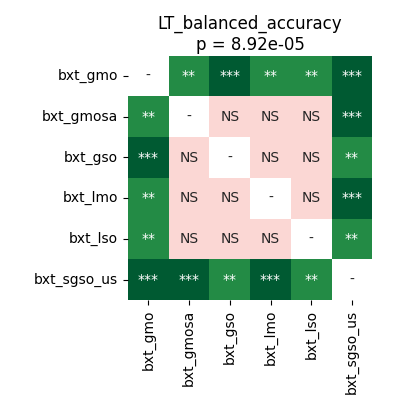 LT_balanced_accuracy
p = 8.92e-05
bxt_gmo - ** *** ** ** ***
bxt_gmosa ** - NS NS NS ***
bxt_gso *** NS - NS NS **
bxt_lmo ** NS NS - NS ***
bxt_lso ** NS NS NS - **
bxt_sgso_us *** *** ** *** ** -
bxt_gmo
bxt_gmosa
bxt_gso
bxt_lmo
bxt_lso
bxt_sgso_us